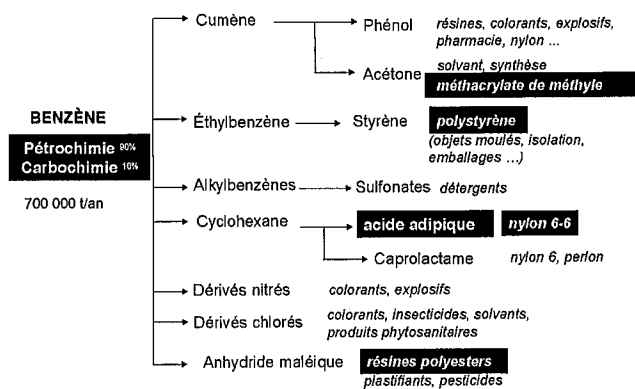 Cumène
Phénol
résines, colorants, explosifs,
pharmacie, nylon ...
Acétone
solvant, synthèse
méthacrylate de méthyle
BENZÈNE
Pétrochimie 90%
Carbochimie 10%
700 000 t/an
Éthylbenzène
Styrène
polystyrène
(objets moulés, isolation,
emballages ...)
Alkylbenzènes
Sulfonates
détergents
Cyclohexane
acide adipique
nylon 6-6
Caprolactame
nylon 6, perlon
Dérivés nitrés
colorants, explosifs
Dérivés chlorés
colorants, insecticides, solvants,
produits phytosanitaires
Anhydride maléique
résines polyesters
plastifiants, pesticides